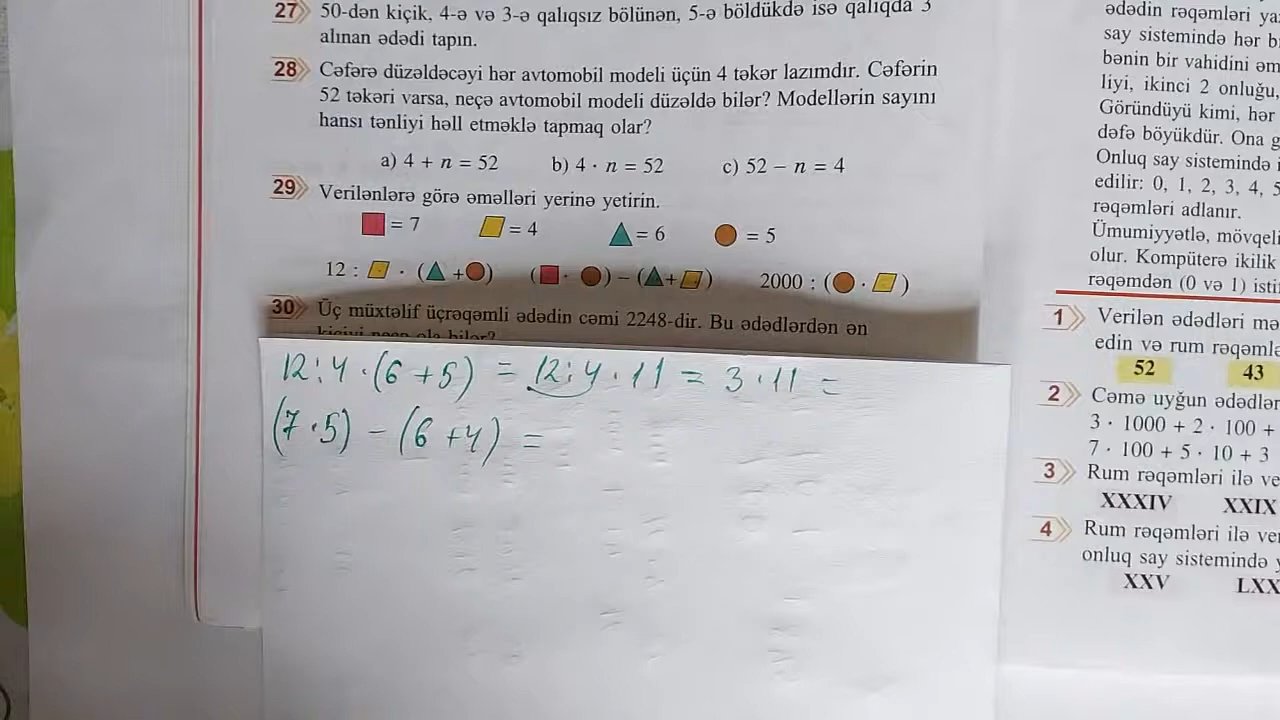 27 50-dən kiçik, 4-ə və 3-ə qalıqsız bölünən, 5-ə böldükdə isə qalıqda 3
alınan ədədi tapın.
28 Cəfərə düzəldəcəyi hər avtomobil modeli üçün 4 təkər lazımdır. Cəfərin
52 təkəri varsa, neçə avtomobil modeli düzəldə bilər? Modellərin sayını
hansı tənliyi həll etməklə tapmaq olar?
a) 4 + n = 52 b) 4 · n = 52 c) 52 – n = 4
29 Verilənlərə görə əməlləri yerinə yetirin.
= 7 = 4 = 6 = 5
12 : · ( + ) ( · ) – ( + ) 2000 : ( · )
30 Üç müxtəlif üçrəqəmli ədədin cəmi 2248-dir. Bu ədədlərdən ən
12:4·(6+5) = 12:4·11 = 3·11 =
(7·5) – (6+4) =
ədədin rəqəmləri
say sistemində hər
bənin bir vahidini
liyi, ikinci 2 onluğu,
Göründüyü kimi, hər
dəfə böyükdür. Ona
Onluq say sistemində
edilir: 0, 1, 2, 3, 4, 5
rəqəmləri adlanır.
Ümumiyyətlə,
olur. Kompüterə ikilik
rəqəmdən (0 və 1)
1 Verilən ədədləri
edin və rum
52 43
2 Cəmə uyğun
3 · 1000 + 2 · 100 +
7 · 100 + 5 · 10 + 3
3 Rum rəqəmləri ilə
XXXIV XXIX
4 Rum rəqəmləri ilə
onluq say sistemində
XXV LXX